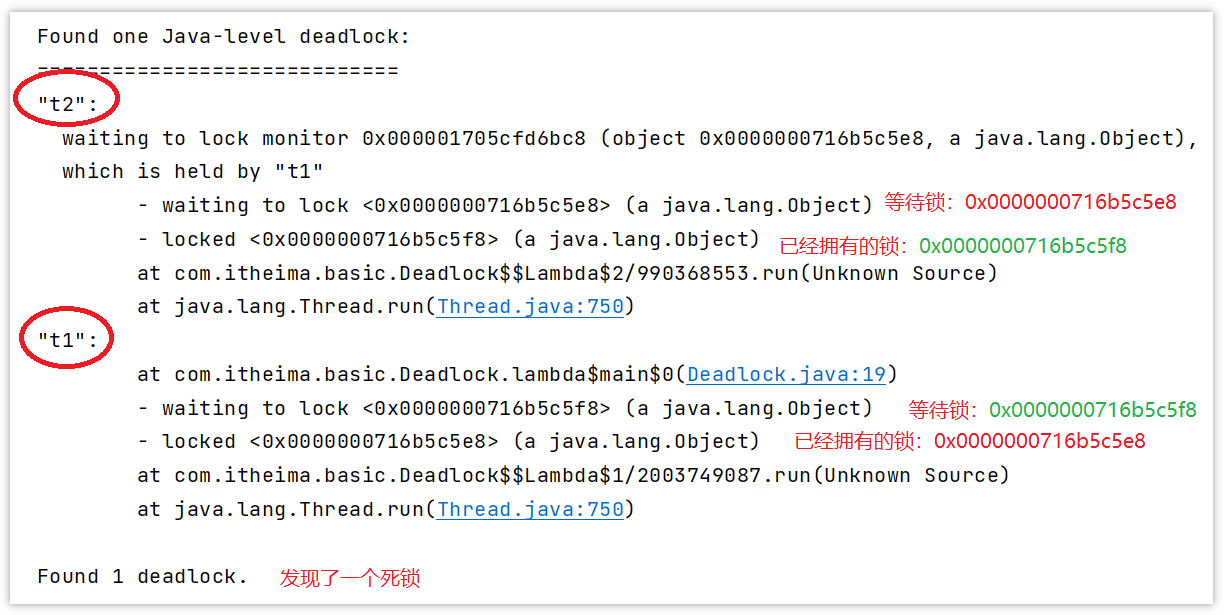 Found one Java-level deadlock:
=============================
"t2":
waiting to lock monitor 0x000001705cfd6bc8 (object 0x0000000716b5c5e8, a java.lang.Object),
which is held by "t1"
- waiting to lock <0x0000000716b5c5e8> (a java.lang.Object) 等待锁：0x0000000716b5c5e8
- locked <0x0000000716b5c5f8> (a java.lang.Object) 已经拥有的锁：0x0000000716b5c5f8
at com.itheima.basic.Deadlock$$Lambda$2/990368553.run(Unknown Source)
at java.lang.Thread.run(Thread.java:750)
"t1":
at com.itheima.basic.Deadlock.lambda$main$0(Deadlock.java:19)
- waiting to lock <0x0000000716b5c5f8> (a java.lang.Object) 等待锁：0x0000000716b5c5f8
- locked <0x0000000716b5c5e8> (a java.lang.Object) 已经拥有的锁：0x0000000716b5c5e8
at com.itheima.basic.Deadlock$$Lambda$1/2003749087.run(Unknown Source)
at java.lang.Thread.run(Thread.java:750)
Found 1 deadlock. 发现了一个死锁